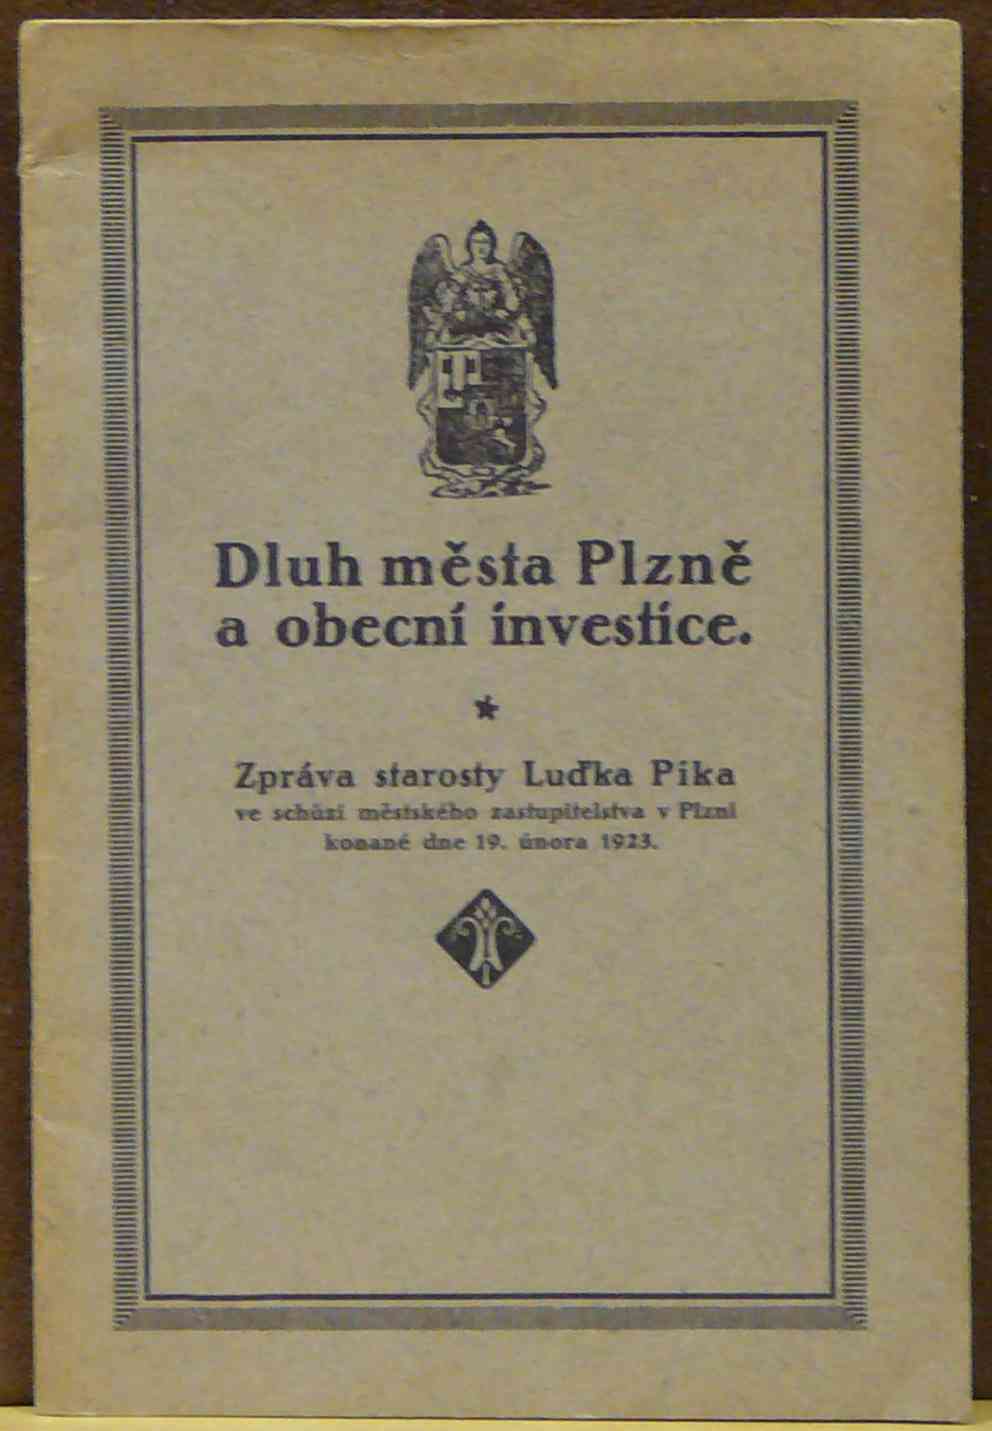 Dluh města Plzně
a obecní investice.
*
Zpráva starosty Luďka Pika
ve schůzi městského zastupitelstva v Plzni
konané dne 19. února 1923.